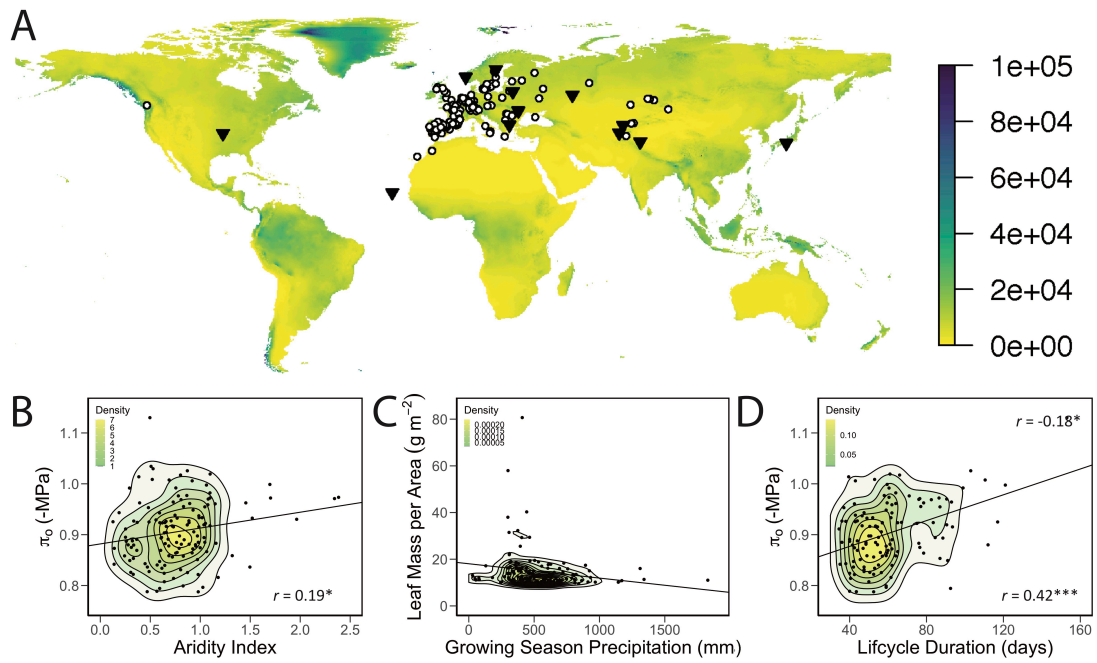 A
1e+05
8e+04
6e+04
4e+04
2e+04
0e+00
B
Density
7
6
5
4
3
2
1
1.1
1.0
0.9
0.8
πo (-MPa)
r = 0.19*
0.0 0.5 1.0 1.5 2.0 2.5
Aridity Index
C
Density
0.00020
0.00015
0.00010
0.00005
80
60
40
20
0
Leaf Mass per Area (g m⁻²)
r = -0.18*
0 500 1000 1500
Growing Season Precipitation (mm)
D
Density
0.10
0.05
1.1
1.0
0.9
0.8
πo (-MPa)
r = 0.42***
40 80 120 160
Lifcycle Duration (days)